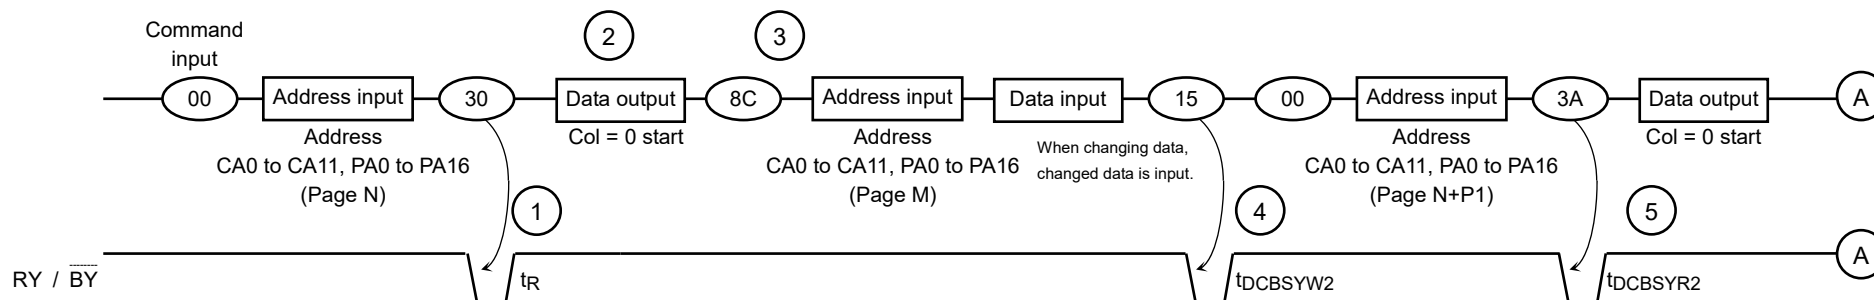 Command
input
2
3
00
Address input
30
Data output
8C
Address input
Data input
15
00
Address input
3A
Data output
A
Address
CA0 to CA11, PA0 to PA16
(Page N)
Col = 0 start
Address
CA0 to CA11, PA0 to PA16
(Page M)
When changing data,
changed data is input.
Address
CA0 to CA11, PA0 to PA16
(Page N+P1)
Col = 0 start
1
4
5
RY / BY
tR
tDCBSYW2
tDCBSYR2
A